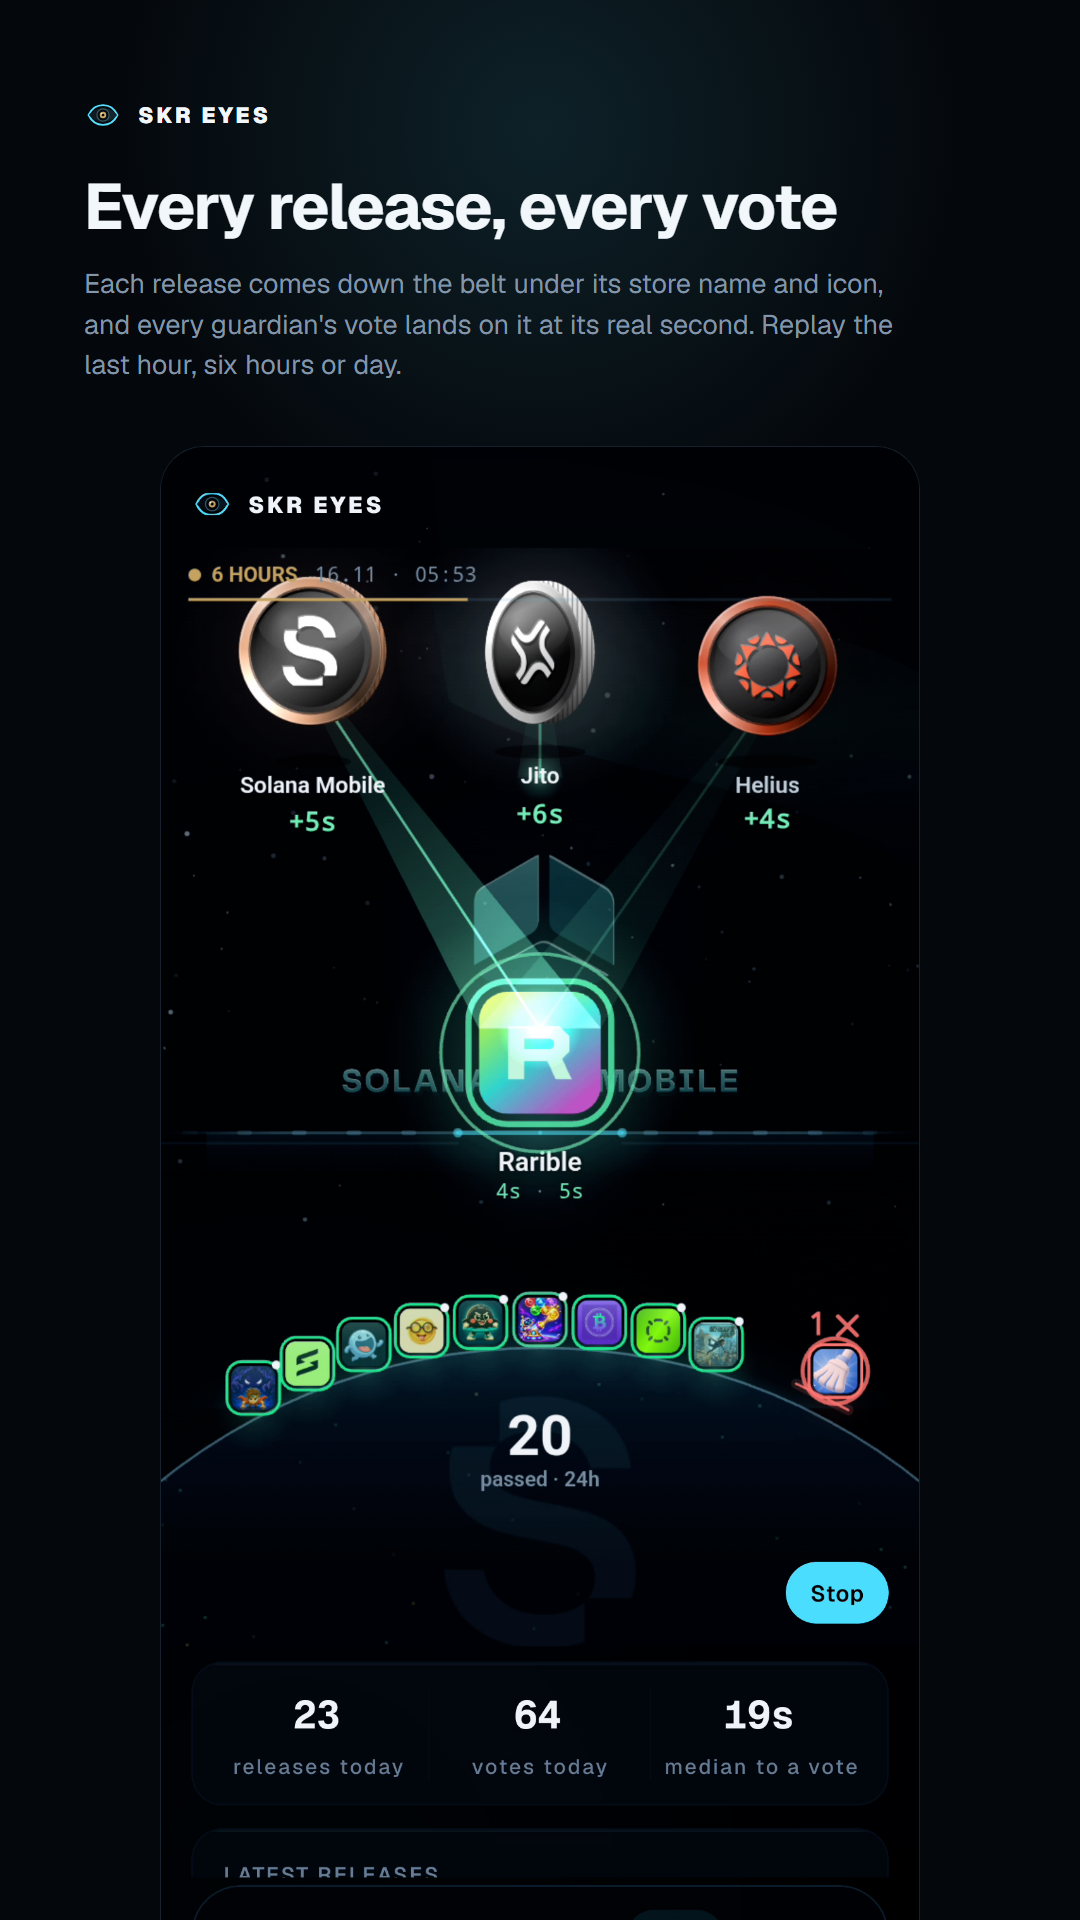 SKR EYES
Every release, every vote
Each release comes down the belt under its store name and icon,
and every guardian's vote lands on it at its real second. Replay the
last hour, six hours or day.
SKR EYES
6 HOURS 16.11 · 05:53
Solana Mobile
Jito
Helius
+5s
+6s
+4s
R
SOLANA MOBILE
Rarible
4s · 5s
1×
20
passed · 24h
Stop
23
64
19s
releases today
votes today
median to a vote
LATEST RELEASES